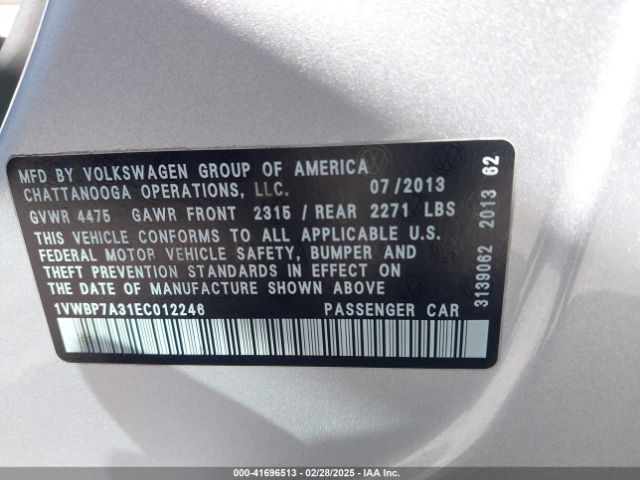 MFD BY VOLKSWAGEN GROUP OF AMERICA
CHATTANOOGA OPERATIONS, LLC. 07/2013
GVWR 4475 GAWR FRONT 2315 / REAR 2271 LBS
THIS VEHICLE CONFORMS TO ALL APPLICABLE U.S.
FEDERAL MOTOR VEHICLE SAFETY, BUMPER AND
THEFT PREVENTION STANDARDS IN EFFECT ON THE
DATE OF MANUFACTURE SHOWN ABOVE
1VWBP7A31EC012246 PASSENGER CAR
3139062 2013 62
000-41696513 | 02/28/2025 | IAA Inc.